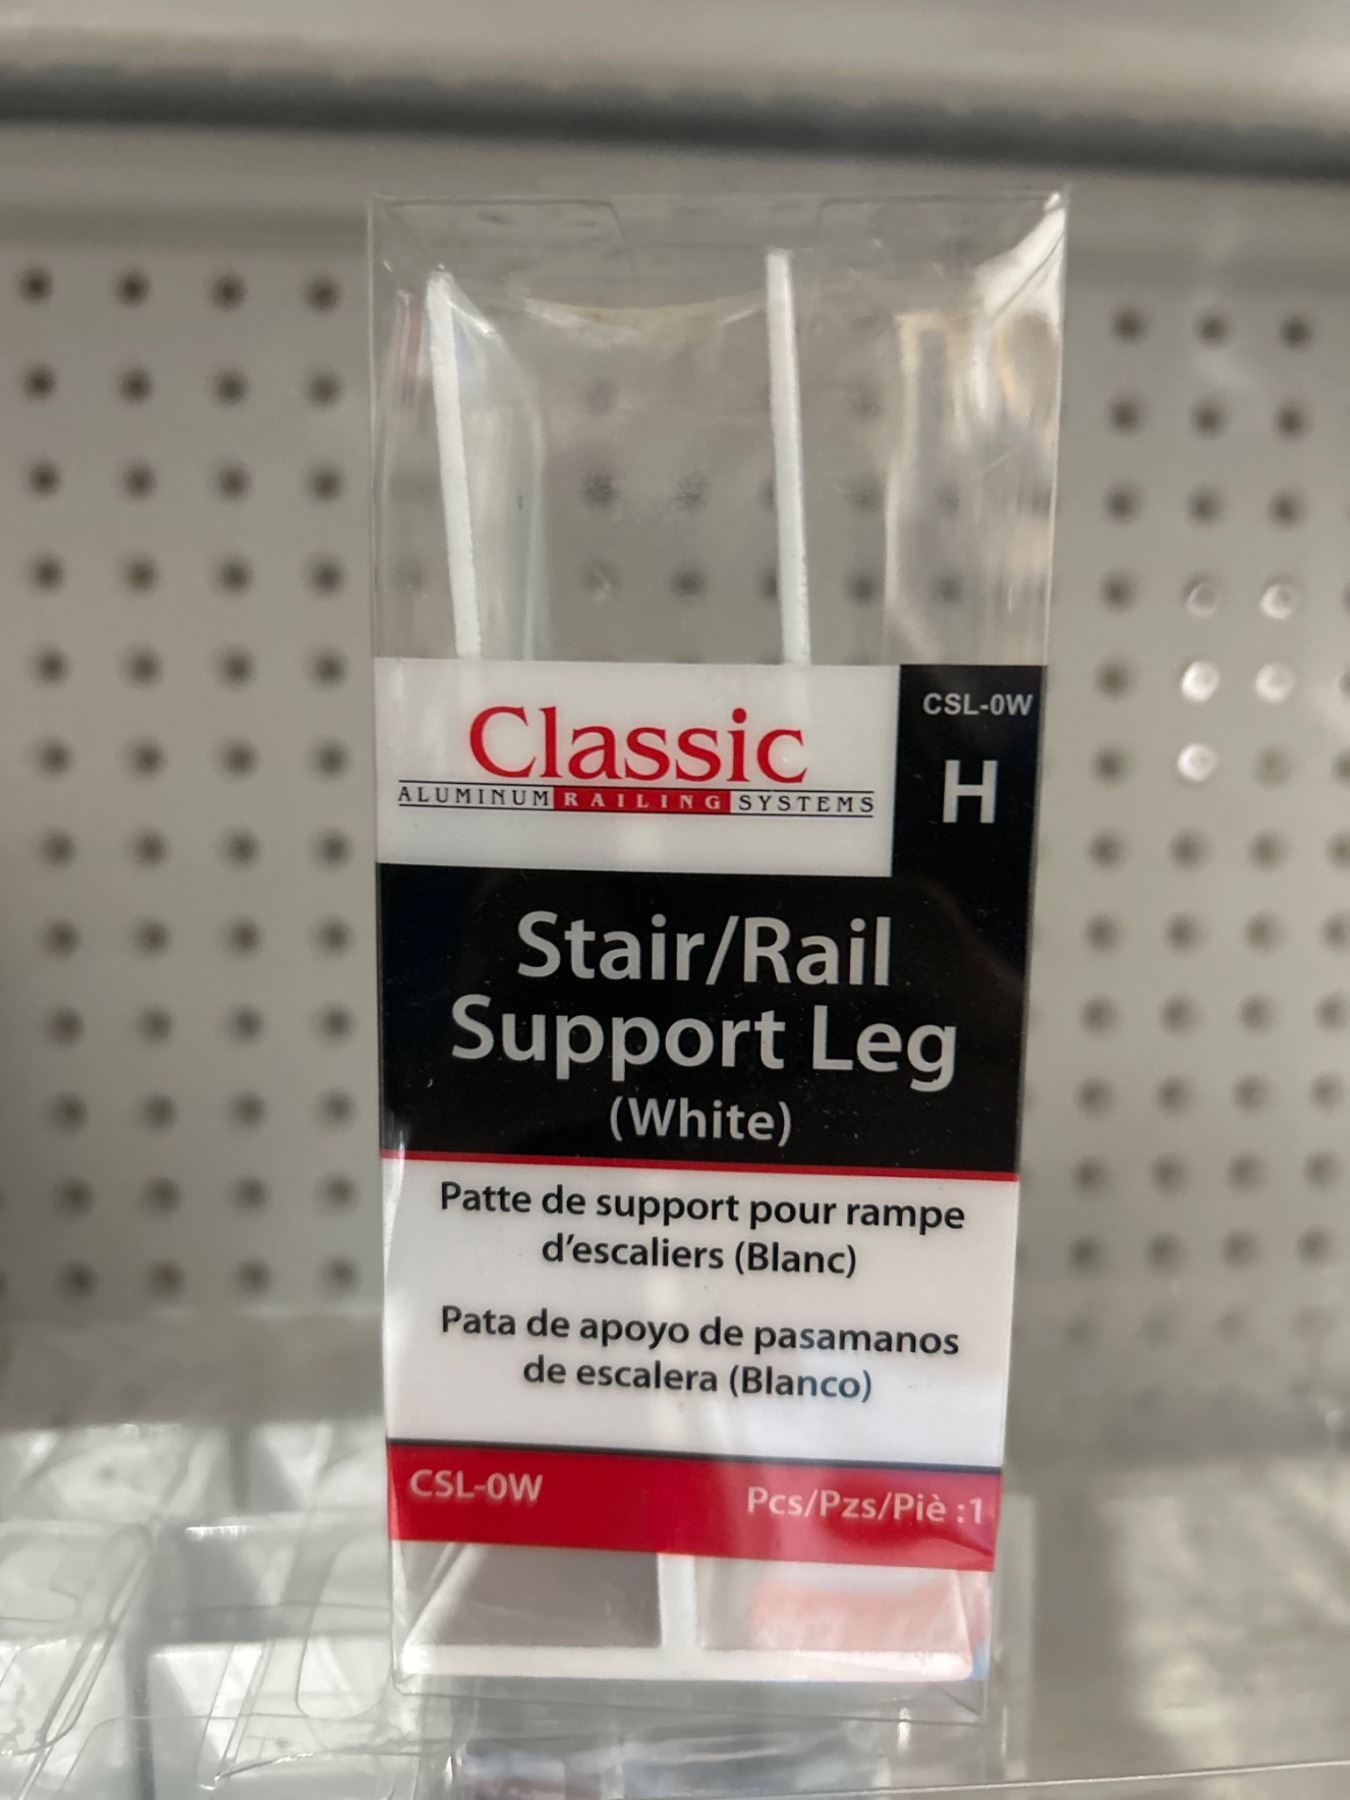 Classic
ALUMINUM RAILING SYSTEMS
CSL-0W
H
Stair/Rail
Support Leg
(White)
Patte de support pour rampe
d'escaliers (Blanc)
Pata de apoyo de pasamanos
de escalera (Blanco)
CSL-0W
Pcs/Pzs/Piè :1